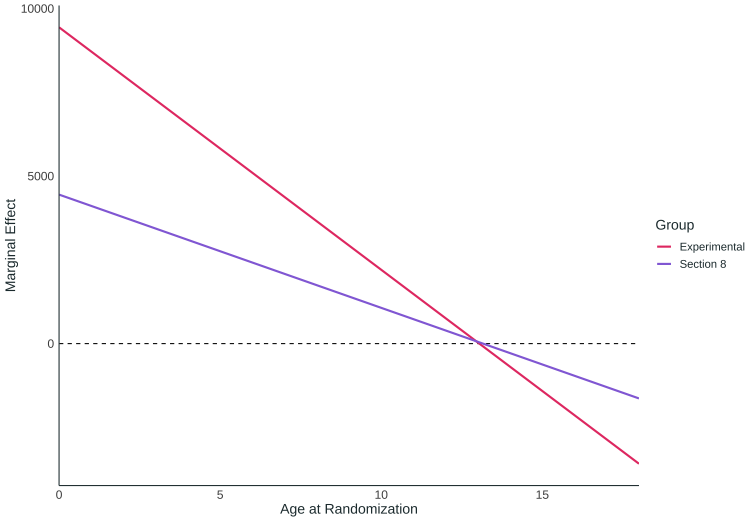 10000
5000
0
Marginal Effect
0
5
10
15
Age at Randomization
Group
Experimental
Section 8